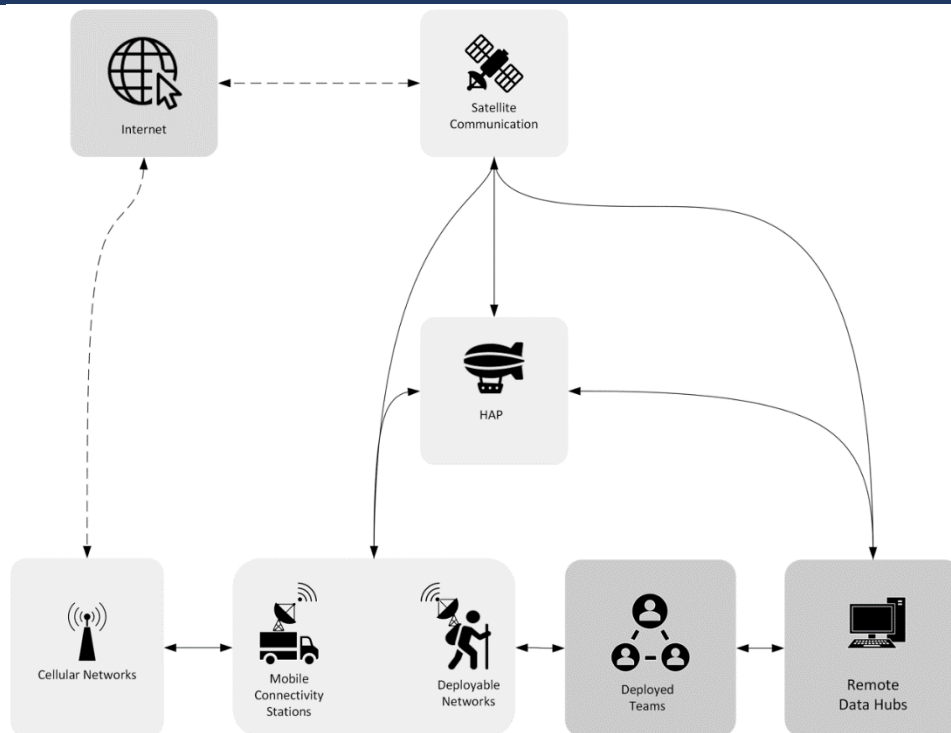 Internet
Satellite
Communication
HAP
Cellular Networks
Mobile
Connectivity
Stations
Deployable
Networks
Deployed
Teams
Remote
Data Hubs